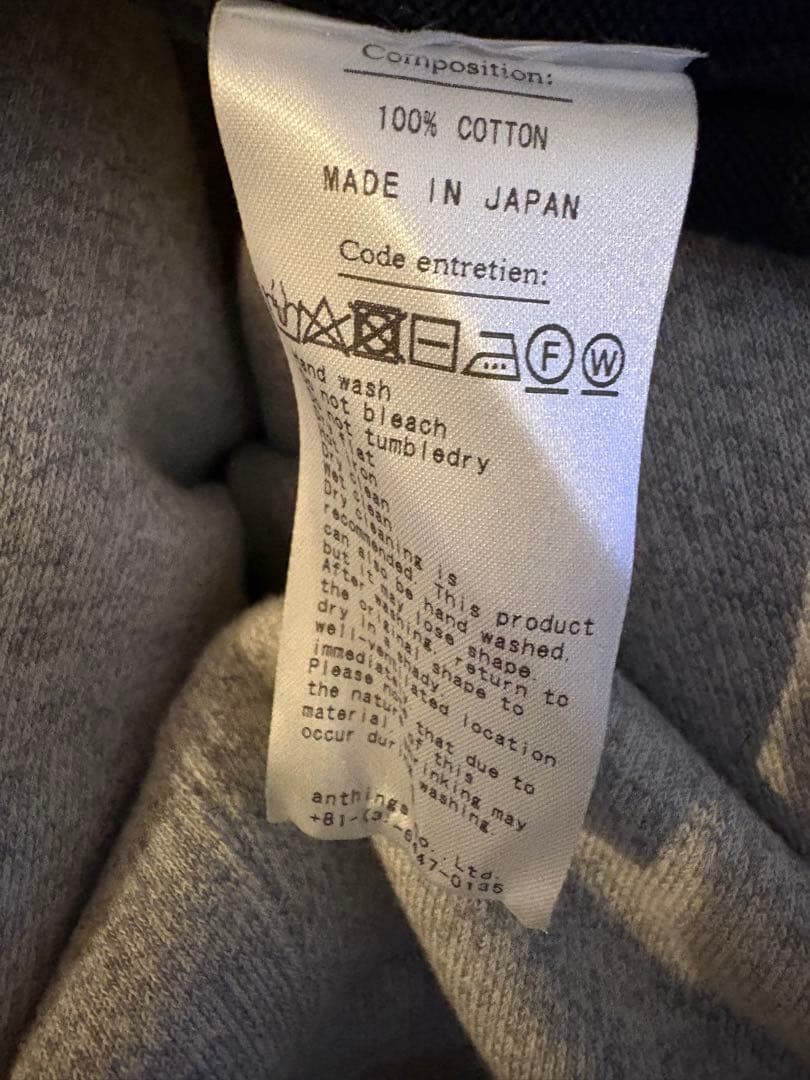 Composition:
100% COTTON
MADE IN JAPAN
Code entretien:
F W
wash
not bleach
not tumbledry
flat
iron
Dry clean
Wet clean
Dry cleaning is
recommended. This product
can also be hand washed,
but it may lose shape.
After washing, return to
the original shape to
dry in shady
well-ventilated location
immediately.
Please note that due to
the nature of this
material shrinking may
occur during washing.
anthings Co., Ltd.